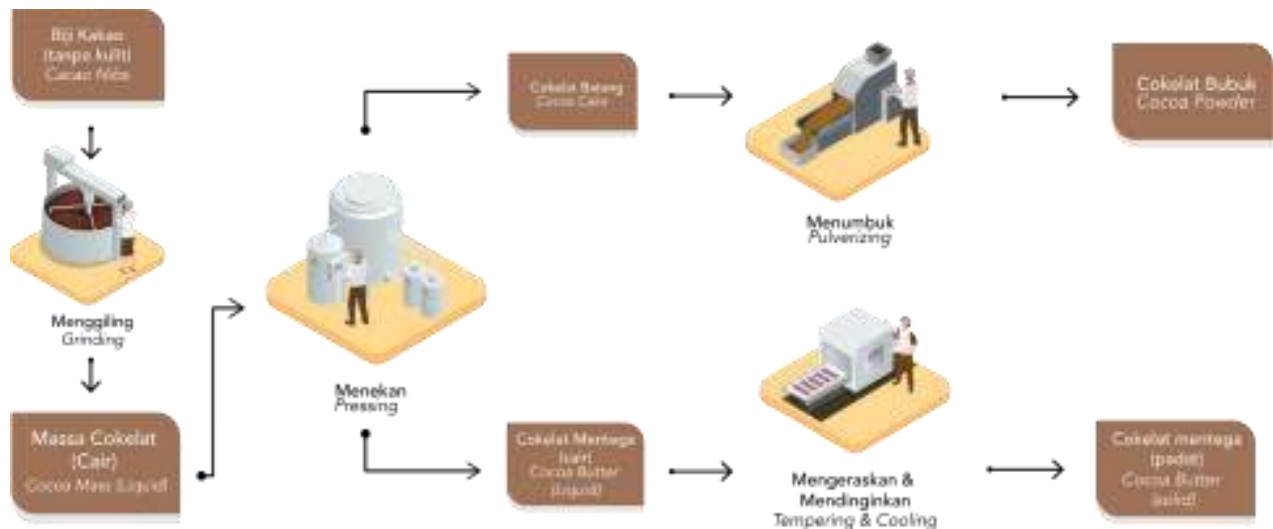 Biji Kakao
(tanpa kulit)
Cacao Nibs
Menggiling
Grinding
Massa Cokelat
(Cair)
Cocoa Mass (Liquid)
Menekan
Pressing
Cokelat Batang
Cocoa Cake
Menumbuk
Pulverizing
Cokelat Bubuk
Cocoa Powder
Cokelat Mentega
(cair)
Cocoa Butter
(Liquid)
Mengeraskan &
Mendinginkan
Tempering & Cooling
Cokelat mentega
(padat)
Cocoa Butter
(solid)